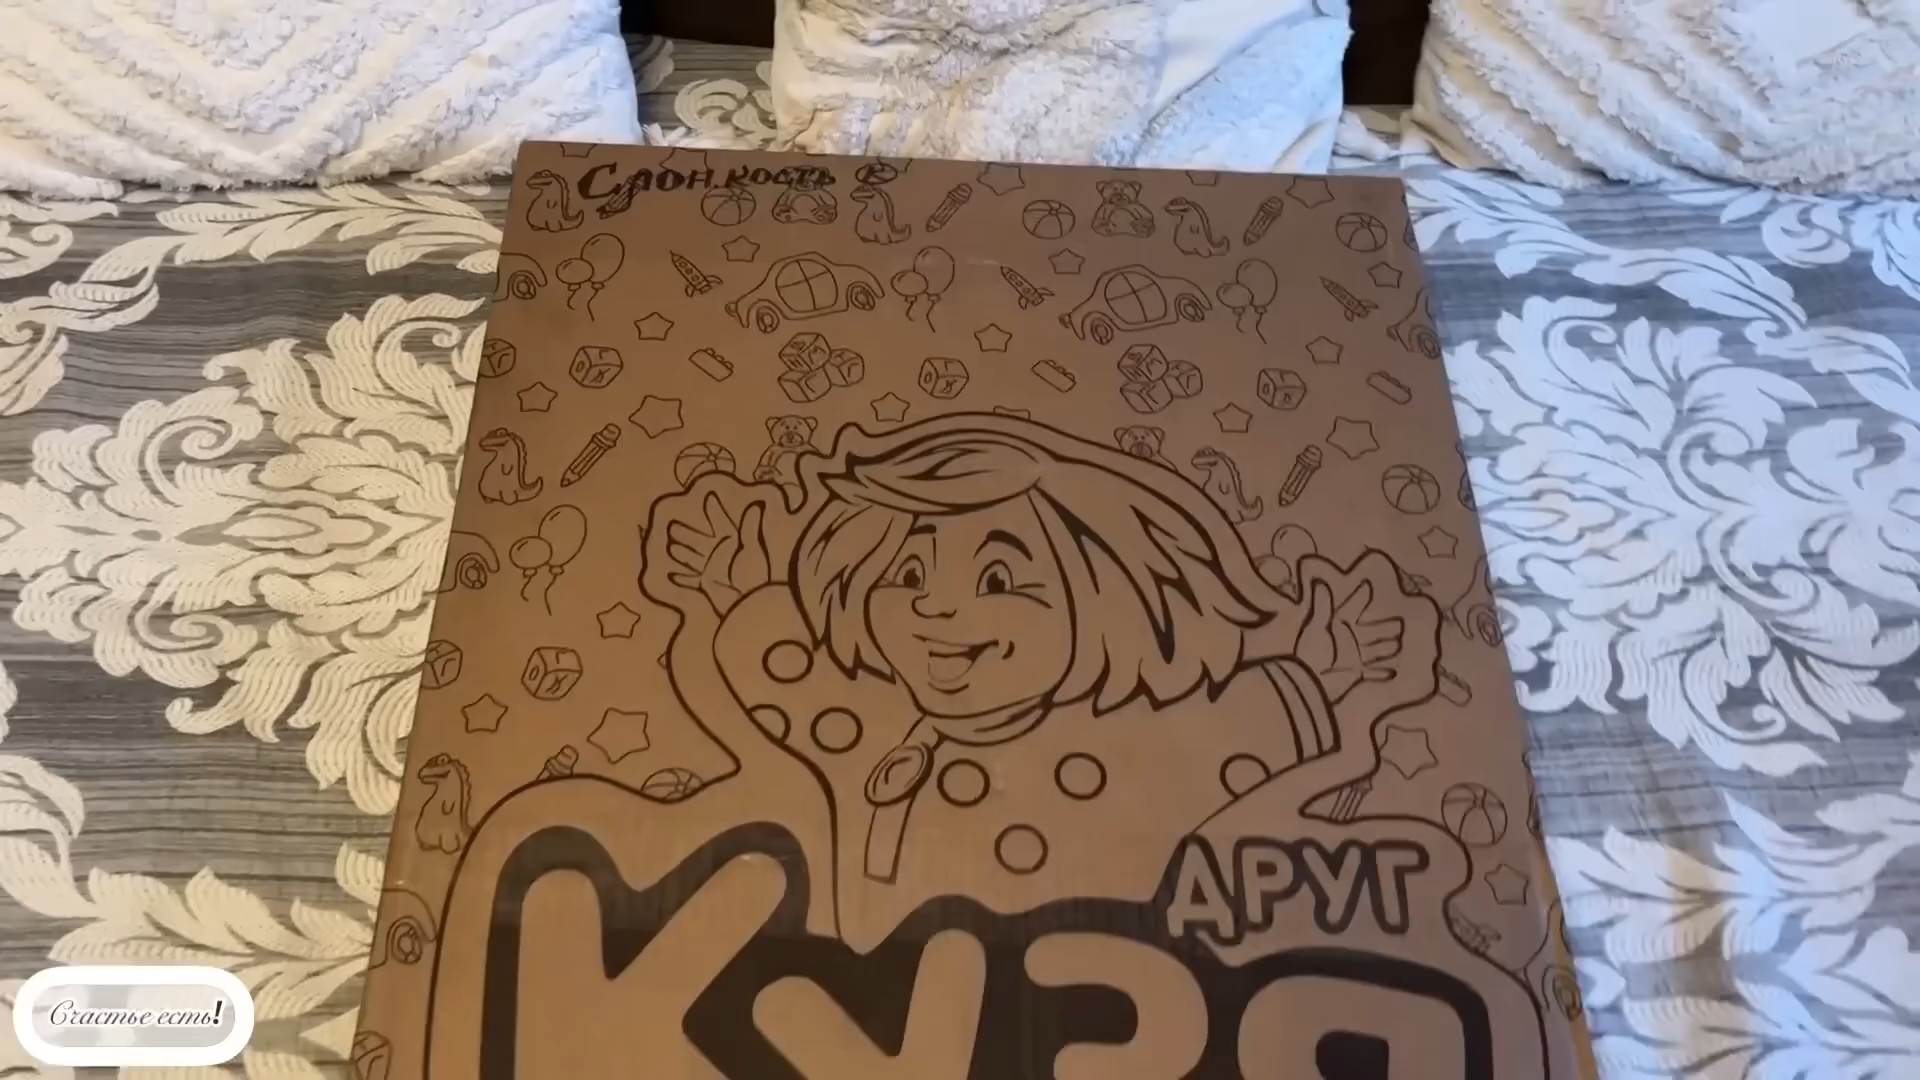 Слон.кость
ДРУГ
Кузя
Счастье есть!